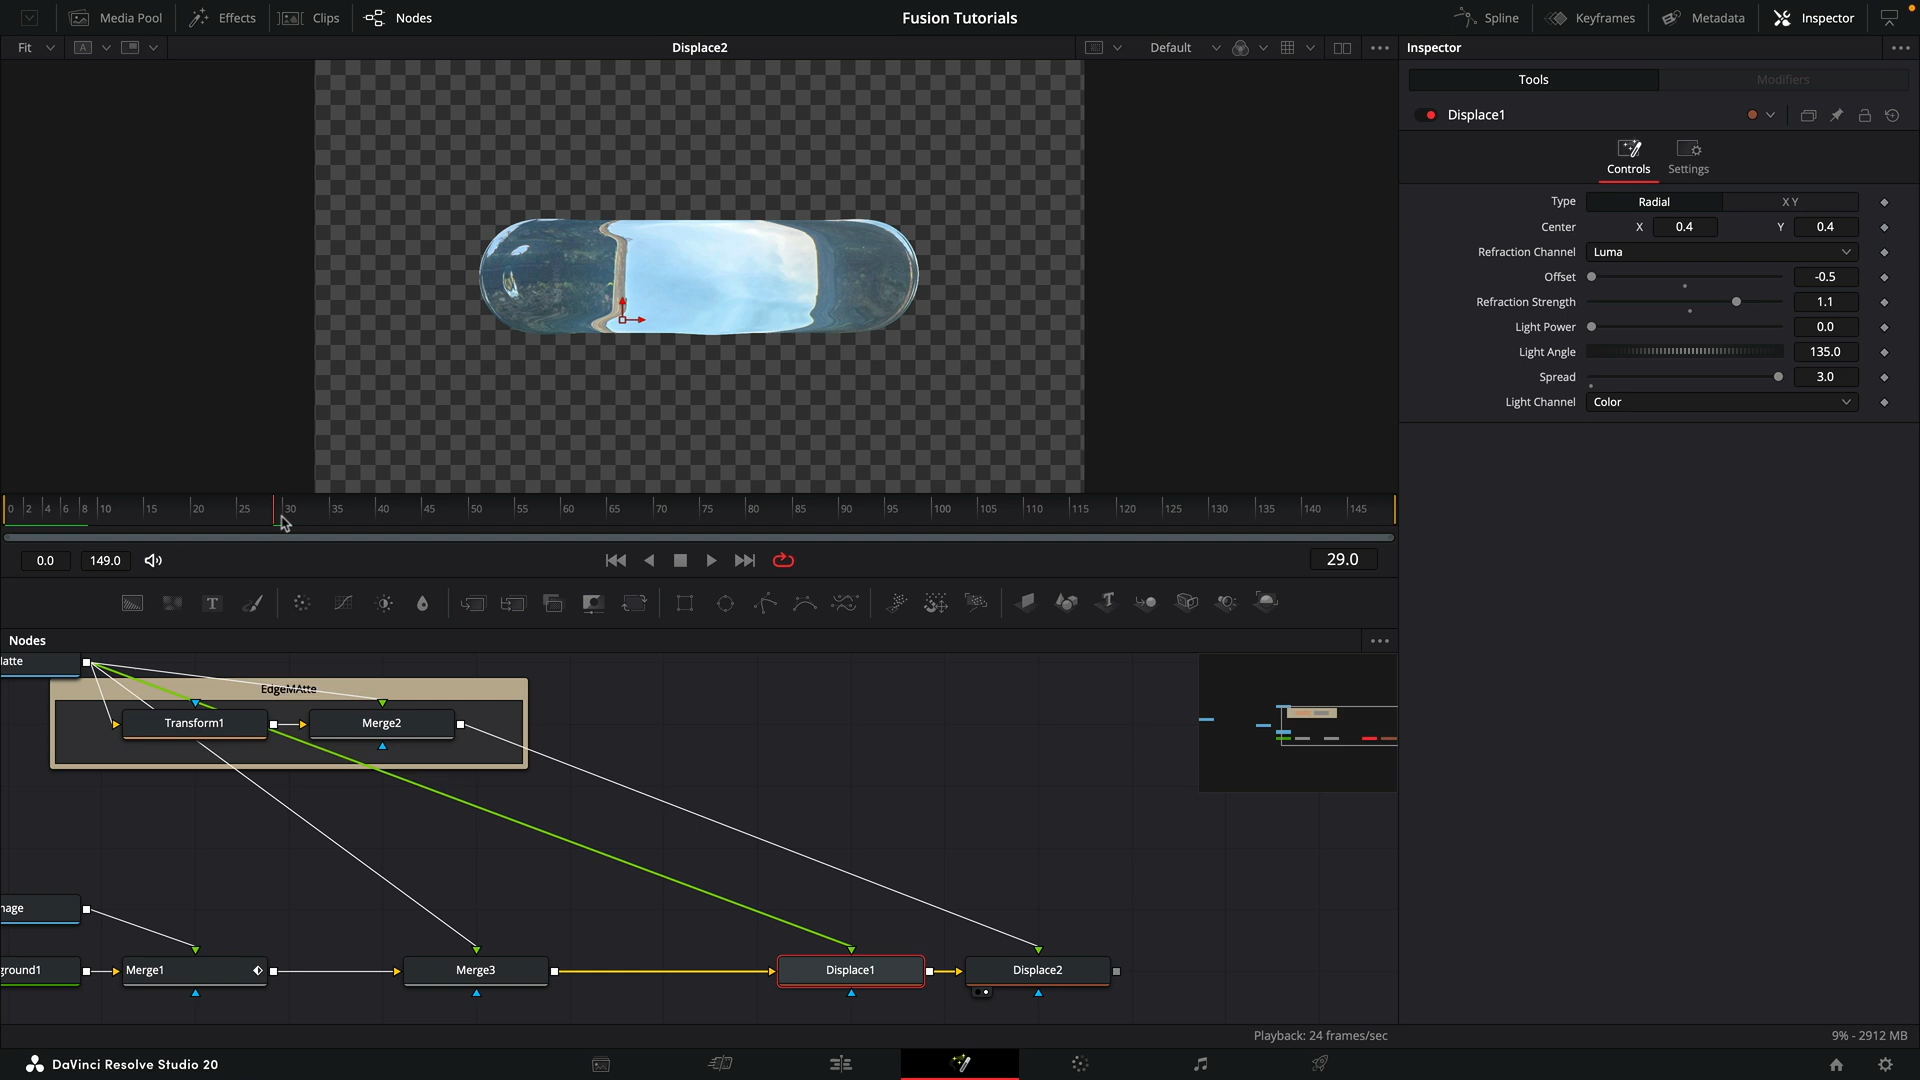 Media Pool Effects Clips Nodes Fusion Tutorials Spline Keyframes Metadata Inspector
Fit A Displace2 Default Inspector
Tools Modifiers
Displace1
Controls Settings
Type Radial X Y
Center X 0.4 Y 0.4
Refraction Channel Luma
Offset -0.5
Refraction Strength 1.1
Light Power 0.0
Light Angle 135.0
Spread 3.0
Light Channel Color
0 2 4 6 8 10 15 20 25 30 35 40 45 50 55 60 65 70 75 80 85 90 95 100 105 110 115 120 125 130 135 140 145
0.0 149.0 29.0
T T
Nodes
latte
EdgeMAtte
Transform1 Merge2
nage
ground1 Merge1 Merge3 Displace1 Displace2
Playback: 24 frames/sec 9% - 2912 MB
DaVinci Resolve Studio 20